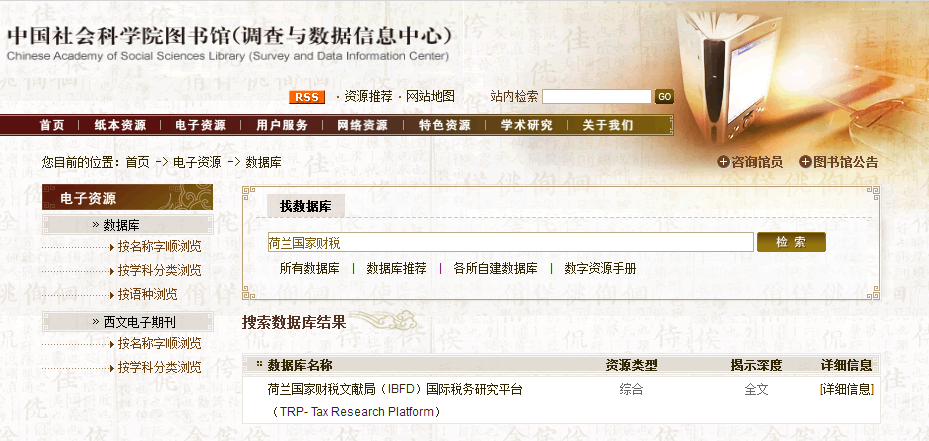 中国社会科学院图书馆(调查与数据信息中心)
Chinese Academy of Social Sciences Library (Survey and Data Information Center)
RSS ·资源推荐 ·网站地图 站内检索 GO
首页 | 纸本资源 | 电子资源 | 用户服务 | 网络资源 | 特色资源 | 学术研究 | 关于我们
您目前的位置：首页 -> 电子资源 -> 数据库
咨询馆员 图书馆公告
电子资源
» 数据库
按名称字顺浏览
按学科分类浏览
按语种浏览
» 西文电子期刊
按名称字顺浏览
按学科分类浏览
找数据库
荷兰国家财税 检 索
所有数据库 | 数据库推荐 | 各所自建数据库 | 数字资源手册
搜索数据库结果
数据库名称 资源类型 揭示深度 详细信息
荷兰国家财税文献局（IBFD）国际税务研究平台 综合 全文 [详细信息]
（TRP- Tax Research Platform）